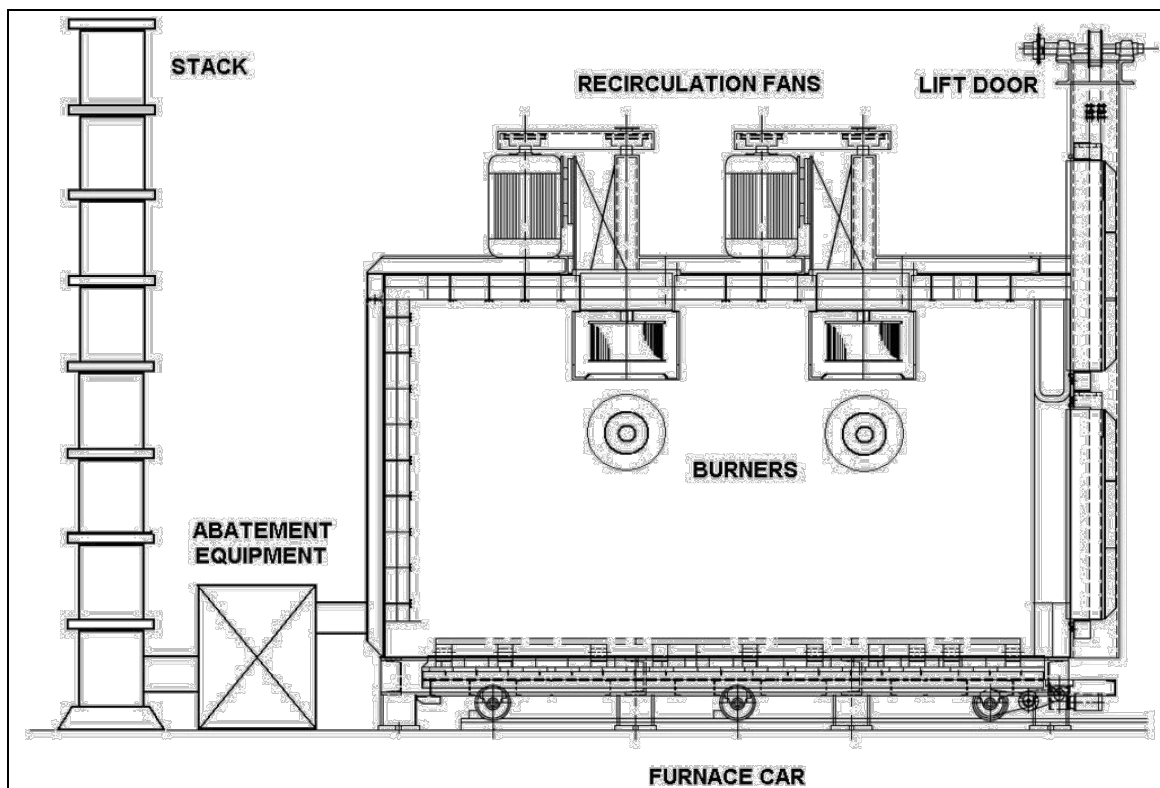 STACK
RECIRCULATION FANS
LIFT DOOR
BURNERS
ABATEMENT
EQUIPMENT
FURNACE CAR